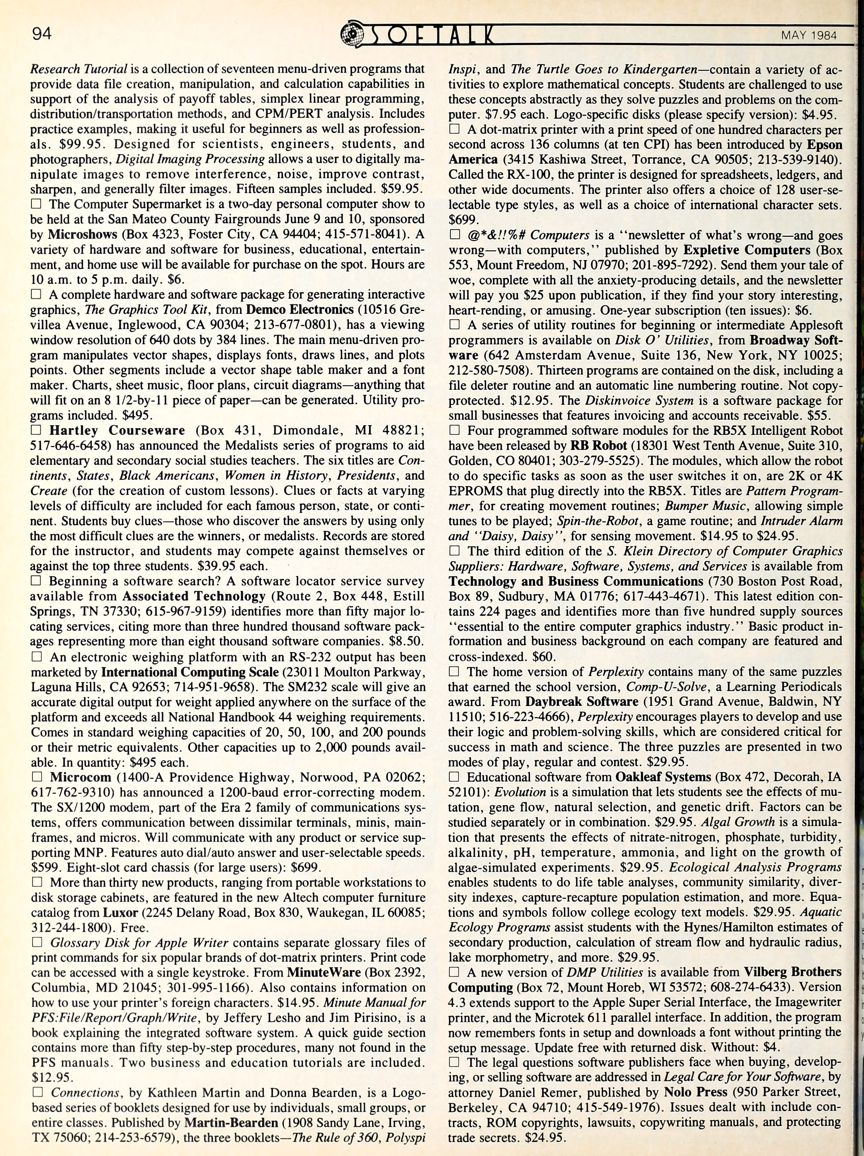 94
SOFTALK
MAY 1984
Research Tutorial is a collection of seventeen menu-driven programs that
provide data file creation, manipulation, and calculation capabilities in
support of the analysis of payoff tables, simplex linear programming,
distribution/transportation methods, and CPM/PERT analysis. Includes
practice examples, making it useful for beginners as well as profession-
als. $99.95. Designed for scientists, engineers, students, and
photographers, Digital Imaging Processing allows a user to digitally ma-
nipulate images to remove interference, noise, improve contrast,
sharpen, and generally filter images. Fifteen samples included. $59.95.
□ The Computer Supermarket is a two-day personal computer show to
be held at the San Mateo County Fairgrounds June 9 and 10, sponsored
by Microshows (Box 4323, Foster City, CA 94404; 415-571-8041). A
variety of hardware and software for business, educational, entertain-
ment, and home use will be available for purchase on the spot. Hours are
10 a.m. to 5 p.m. daily. $6.
□ A complete hardware and software package for generating interactive
graphics, The Graphics Tool Kit, from Demco Electronics (10516 Gre-
villea Avenue, Inglewood, CA 90304; 213-677-0801), has a viewing
window resolution of 640 dots by 384 lines. The main menu-driven pro-
gram manipulates vector shapes, displays fonts, draws lines, and plots
points. Other segments include a vector shape table maker and a font
maker. Charts, sheet music, floor plans, circuit diagrams—anything that
will fit on an 8 1/2-by-11 piece of paper—can be generated. Utility pro-
grams included. $495.
□ Hartley Courseware (Box 431, Dimondale, MI 48821;
517-646-6458) has announced the Medalists series of programs to aid
elementary and secondary social studies teachers. The six titles are Con-
tinents, States, Black Americans, Women in History, Presidents, and
Create (for the creation of custom lessons). Clues or facts at varying
levels of difficulty are included for each famous person, state, or conti-
nent. Students buy clues—those who discover the answers by using only
the most difficult clues are the winners, or medalists. Records are stored
for the instructor, and students may compete against themselves or
against the top three students. $39.95 each.
□ Beginning a software search? A software locator service survey
available from Associated Technology (Route 2, Box 448, Estill
Springs, TN 37330; 615-967-9159) identifies more than fifty major lo-
cating services, citing more than three hundred thousand software pack-
ages representing more than eight thousand software companies. $8.50.
□ An electronic weighing platform with an RS-232 output has been
marketed by International Computing Scale (23011 Moulton Parkway,
Laguna Hills, CA 92653; 714-951-9658). The SM232 scale will give an
accurate digital output for weight applied anywhere on the surface of the
platform and exceeds all National Handbook 44 weighing requirements.
Comes in standard weighing capacities of 20, 50, 100, and 200 pounds
or their metric equivalents. Other capacities up to 2,000 pounds avail-
able. In quantity: $495 each.
□ Microcom (1400-A Providence Highway, Norwood, PA 02062;
617-762-9310) has announced a 1200-baud error-correcting modem.
The SX/1200 modem, part of the Era 2 family of communications sys-
tems, offers communication between dissimilar terminals, minis, main-
frames, and micros. Will communicate with any product or service sup-
porting MNP. Features auto dial/auto answer and user-selectable speeds.
$599. Eight-slot card chassis (for large users): $699.
□ More than thirty new products, ranging from portable workstations to
disk storage cabinets, are featured in the new Altech computer furniture
catalog from Luxor (2245 Delany Road, Box 830, Waukegan, IL 60085;
312-244-1800). Free.
□ Glossary Disk for Apple Writer contains separate glossary files of
print commands for six popular brands of dot-matrix printers. Print code
can be accessed with a single keystroke. From MinuteWare (Box 2392,
Columbia, MD 21045; 301-995-1166). Also contains information on
how to use your printer's foreign characters. $14.95. Minute Manual for
PFS:File/Report/Graph/Write, by Jeffery Lesho and Jim Pirisino, is a
book explaining the integrated software system. A quick guide section
contains more than fifty step-by-step procedures, many not found in the
PFS manuals. Two business and education tutorials are included.
$12.95.
□ Connections, by Kathleen Martin and Donna Bearden, is a Logo-
based series of booklets designed for use by individuals, small groups, or
entire classes. Published by Martin-Bearden (1908 Sandy Lane, Irving,
TX 75060; 214-253-6579), the three booklets—The Rule of 360, Polyspi
Inspi, and The Turtle Goes to Kindergarten—contain a variety of ac-
tivities to explore mathematical concepts. Students are challenged to use
these concepts abstractly as they solve puzzles and problems on the com-
puter. $7.95 each. Logo-specific disks (please specify version): $4.95.
□ A dot-matrix printer with a print speed of one hundred characters per
second across 136 columns (at ten CPI) has been introduced by Epson
America (3415 Kashiwa Street, Torrance, CA 90505; 213-539-9140).
Called the RX-100, the printer is designed for spreadsheets, ledgers, and
other wide documents. The printer also offers a choice of 128 user-se-
lectable type styles, as well as a choice of international character sets.
$699.
□ @*&!!%# Computers is a "newsletter of what's wrong—and goes
wrong—with computers," published by Expletive Computers (Box
553, Mount Freedom, NJ 07970; 201-895-7292). Send them your tale of
woe, complete with all the anxiety-producing details, and the newsletter
will pay you $25 upon publication, if they find your story interesting,
heart-rending, or amusing. One-year subscription (ten issues): $6.
□ A series of utility routines for beginning or intermediate Applesoft
programmers is available on Disk O' Utilities, from Broadway Soft-
ware (642 Amsterdam Avenue, Suite 136, New York, NY 10025;
212-580-7508). Thirteen programs are contained on the disk, including a
file deleter routine and an automatic line numbering routine. Not copy-
protected. $12.95. The Diskinvoice System is a software package for
small businesses that features invoicing and accounts receivable. $55.
□ Four programmed software modules for the RB5X Intelligent Robot
have been released by RB Robot (18301 West Tenth Avenue, Suite 310,
Golden, CO 80401; 303-279-5525). The modules, which allow the robot
to do specific tasks as soon as the user switches it on, are 2K or 4K
EPROMS that plug directly into the RB5X. Titles are Pattern Program-
mer, for creating movement routines; Bumper Music, allowing simple
tunes to be played; Spin-the-Robot, a game routine; and Intruder Alarm
and "Daisy, Daisy", for sensing movement. $14.95 to $24.95.
□ The third edition of the S. Klein Directory of Computer Graphics
Suppliers: Hardware, Software, Systems, and Services is available from
Technology and Business Communications (730 Boston Post Road,
Box 89, Sudbury, MA 01776; 617-443-4671). This latest edition con-
tains 224 pages and identifies more than five hundred supply sources
"essential to the entire computer graphics industry." Basic product in-
formation and business background on each company are featured and
cross-indexed. $60.
□ The home version of Perplexity contains many of the same puzzles
that earned the school version, Comp-U-Solve, a Learning Periodicals
award. From Daybreak Software (1951 Grand Avenue, Baldwin, NY
11510; 516-223-4666), Perplexity encourages players to develop and use
their logic and problem-solving skills, which are considered critical for
success in math and science. The three puzzles are presented in two
modes of play, regular and contest. $29.95.
□ Educational software from Oakleaf Systems (Box 472, Decorah, IA
52101): Evolution is a simulation that lets students see the effects of mu-
tation, gene flow, natural selection, and genetic drift. Factors can be
studied separately or in combination. $29.95. Algal Growth is a simula-
tion that presents the effects of nitrate-nitrogen, phosphate, turbidity,
alkalinity, pH, temperature, ammonia, and light on the growth of
algae-simulated experiments. $29.95. Ecological Analysis Programs
enables students to do life table analyses, community similarity, diver-
sity indexes, capture-recapture population estimation, and more. Equa-
tions and symbols follow college ecology text models. $29.95. Aquatic
Ecology Programs assist students with the Hynes/Hamilton estimates of
secondary production, calculation of stream flow and hydraulic radius,
lake morphometry, and more. $29.95.
□ A new version of DMP Utilities is available from Vilberg Brothers
Computing (Box 72, Mount Horeb, WI 53572; 608-274-6433). Version
4.3 extends support to the Apple Super Serial Interface, the Imagewriter
printer, and the Microtek 611 parallel interface. In addition, the program
now remembers fonts in setup and downloads a font without printing the
setup message. Update free with returned disk. Without: $4.
□ The legal questions software publishers face when buying, develop-
ing, or selling software are addressed in Legal Care for Your Software, by
attorney Daniel Remer, published by Nolo Press (950 Parker Street,
Berkeley, CA 94710; 415-549-1976). Issues dealt with include con-
tracts, ROM copyrights, lawsuits, copywriting manuals, and protecting
trade secrets. $24.95.